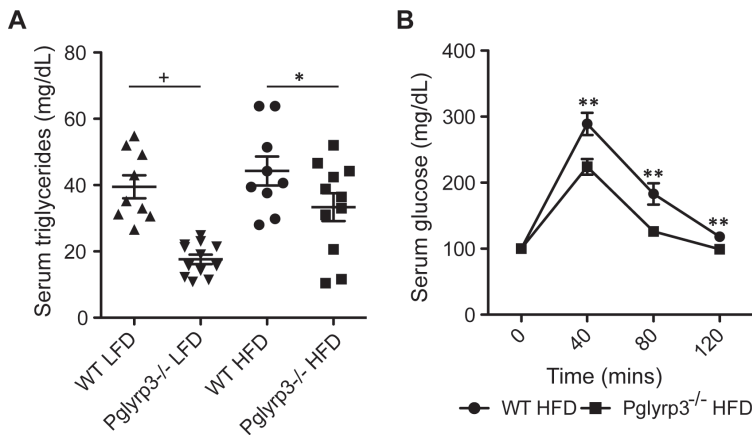 A
Serum triglycerides (mg/dL)
80
60
40
20
0
+
*
WT LFD
Pglyrp3-/- LFD
WT HFD
Pglyrp3-/- HFD
B
Serum glucose (mg/dL)
400
300
200
100
0
**
**
**
0
40
80
120
Time (mins)
WT HFD
Pglyrp3-/- HFD